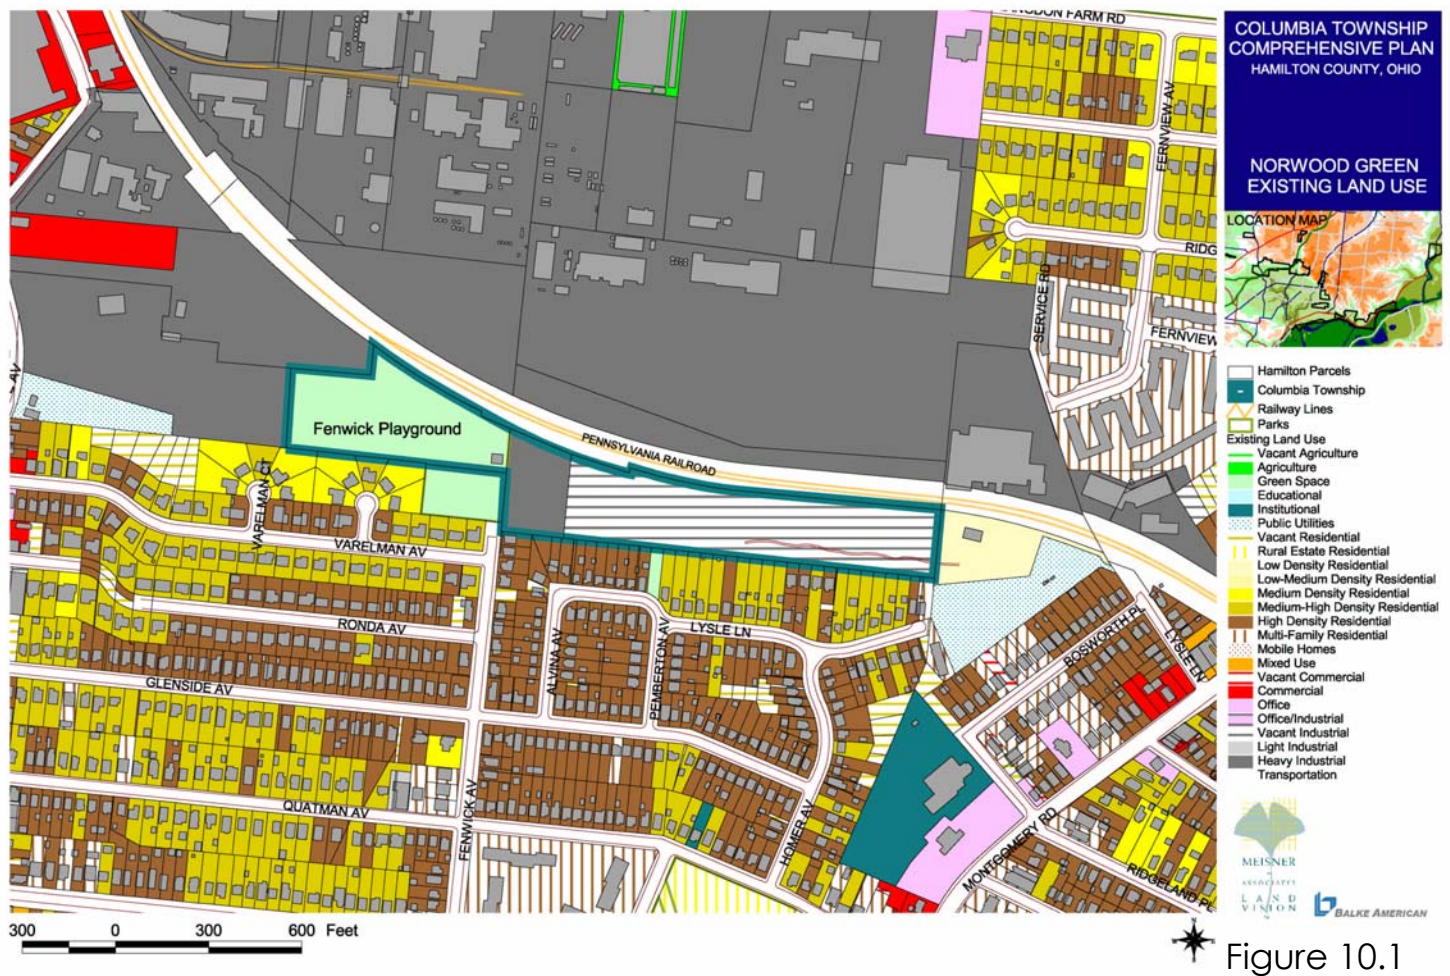 COLUMBIA TOWNSHIP
COMPREHENSIVE PLAN
HAMILTON COUNTY, OHIO
NORWOOD GREEN
EXISTING LAND USE
LOCATION MAP
Hamilton Parcels
Columbia Township
Railway Lines
Parks
Existing Land Use
Vacant Agriculture
Agriculture
Green Space
Educational
Institutional
Public Utilities
Vacant Residential
Rural Estate Residential
Low Density Residential
Low-Medium Density Residential
Medium Density Residential
Medium-High Density Residential
High Density Residential
Multi-Family Residential
Mobile Homes
Mixed Use
Vacant Commercial
Commercial
Office
Office/Industrial
Vacant Industrial
Light Industrial
Heavy Industrial
Transportation
MEISNER
ASSOCIATES
LAND
VISION
BALKE AMERICAN
Figure 10.1
FARM RD
FERNVIEW AV
RIDG
SERVICE RD
FERNVIEW
AV
Fenwick Playground
PENNSYLVANIA RAILROAD
VARELMAN CT
VARELMAN AV
RONDA AV
GLENSIDE AV
QUATMAN AV
FENWICK AV
ALVINA AV
PEMBERTON AV
LYSLE LN
BOSWORTH PL
LYSLE LN
HOMER AV
MONTGOMERY RD
RIDGELAND PL
300 0 300 600 Feet